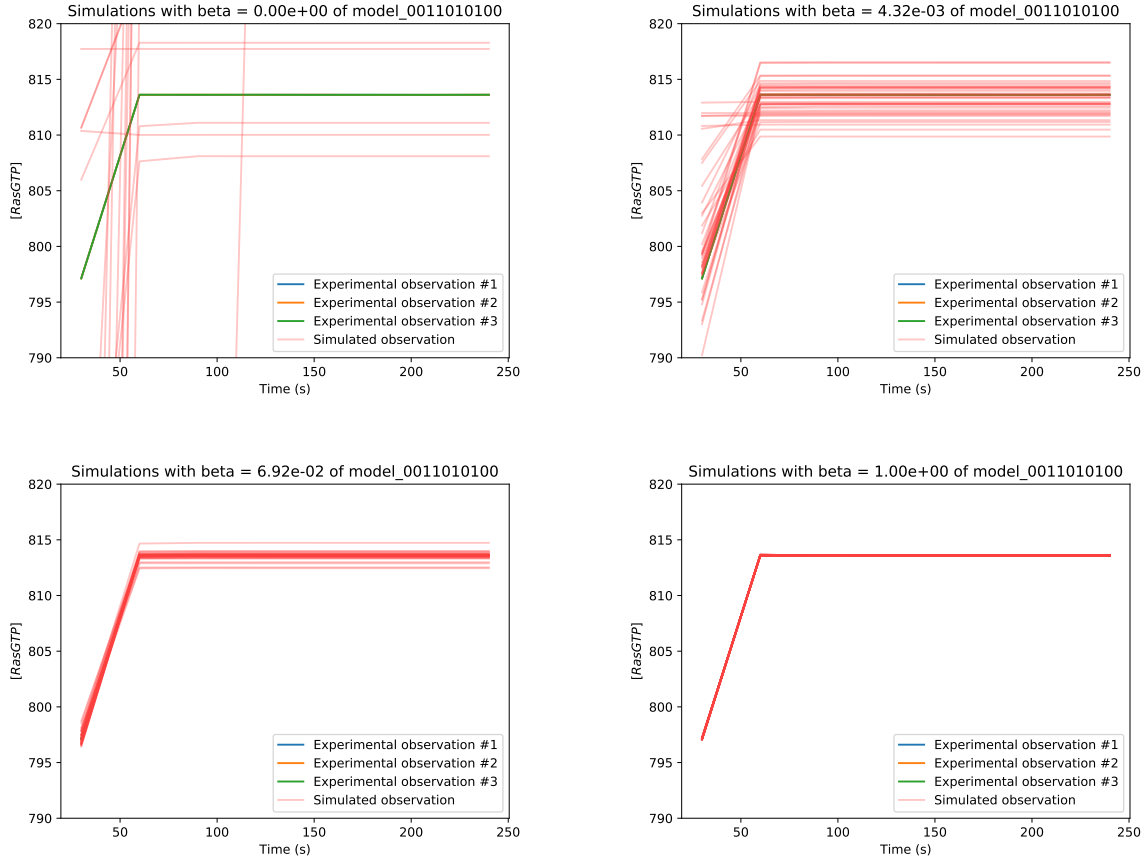 Simulations with beta = 0.00e+00 of model_0011010100
820
815
810
805
800
795
790
[RasGTP]
50
100
150
200
250
Time (s)
Experimental observation #1
Experimental observation #2
Experimental observation #3
Simulated observation
Simulations with beta = 4.32e-03 of model_0011010100
820
815
810
805
800
795
790
[RasGTP]
50
100
150
200
250
Time (s)
Experimental observation #1
Experimental observation #2
Experimental observation #3
Simulated observation
Simulations with beta = 6.92e-02 of model_0011010100
820
815
810
805
800
795
790
[RasGTP]
50
100
150
200
250
Time (s)
Experimental observation #1
Experimental observation #2
Experimental observation #3
Simulated observation
Simulations with beta = 1.00e+00 of model_0011010100
820
815
810
805
800
795
790
[RasGTP]
50
100
150
200
250
Time (s)
Experimental observation #1
Experimental observation #2
Experimental observation #3
Simulated observation